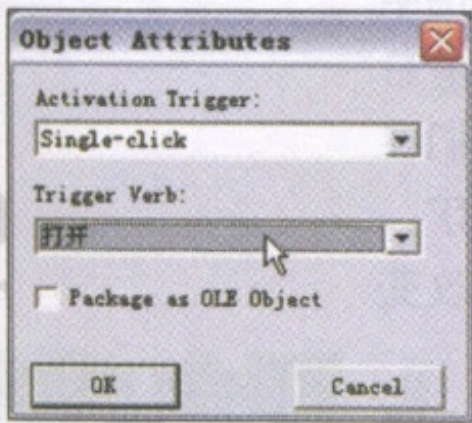 Object Attributes
Activation Trigger:
Single-click
Trigger Verb:
打开
Package as OLE Object
OK
Cancel